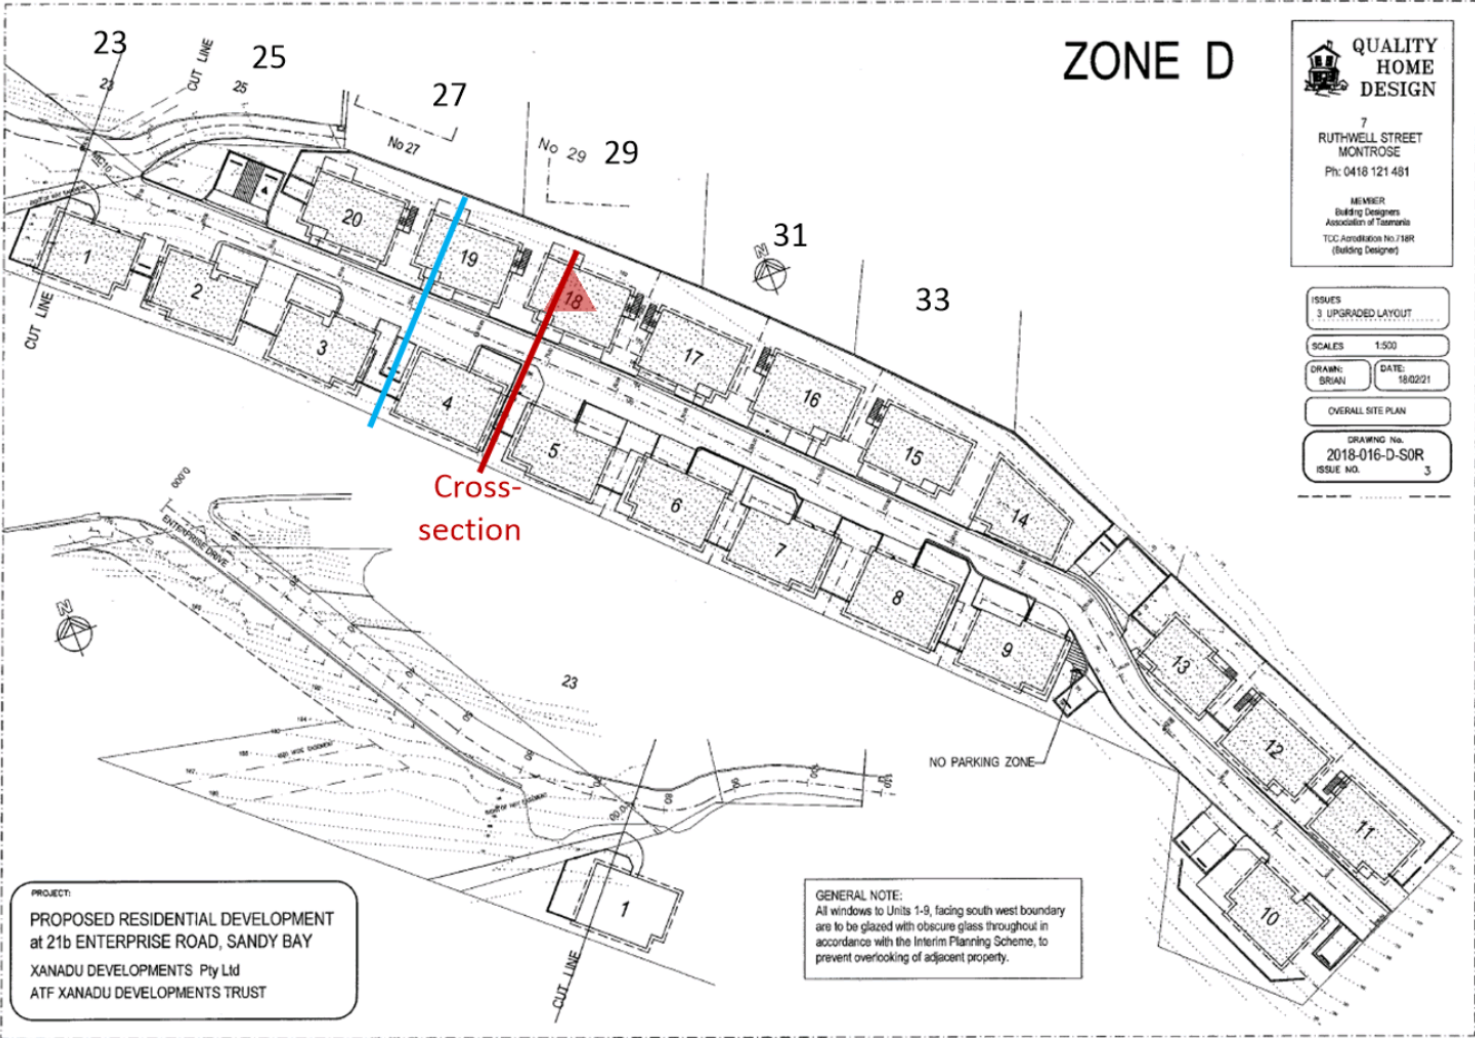 ZONE D
QUALITY
HOME
DESIGN
7
RUTHWELL STREET
MONTROSE
Ph: 0418 121 481
MEMBER
Building Designers
Association of Tasmania
TCC Accreditation No./718R
(Building Designer)
ISSUES
3 UPGRADED LAYOUT
SCALES 1:500
DRAWN:
BRIAN
DATE:
18/02/21
OVERALL SITE PLAN
DRAWING No.
2018-016-D-S0R
ISSUE NO. 3
23
25
27
29
31
33
23
CUT LINE
25
No 27
No 29
N
20
19
18
17
16
15
14
13
12
11
10
1
2
3
4
5
6
7
8
9
CUT LINE
Cross-
section
NO PARKING ZONE
0.000
ENTERPRISE DRIVE
N
23
1
CUT LINE
PROJECT:
PROPOSED RESIDENTIAL DEVELOPMENT
at 21b ENTERPRISE ROAD, SANDY BAY
XANADU DEVELOPMENTS Pty Ltd
ATF XANADU DEVELOPMENTS TRUST
GENERAL NOTE:
All windows to Units 1-9, facing south west boundary
are to be glazed with obscure glass throughout in
accordance with the Interim Planning Scheme, to
prevent overlooking of adjacent property.